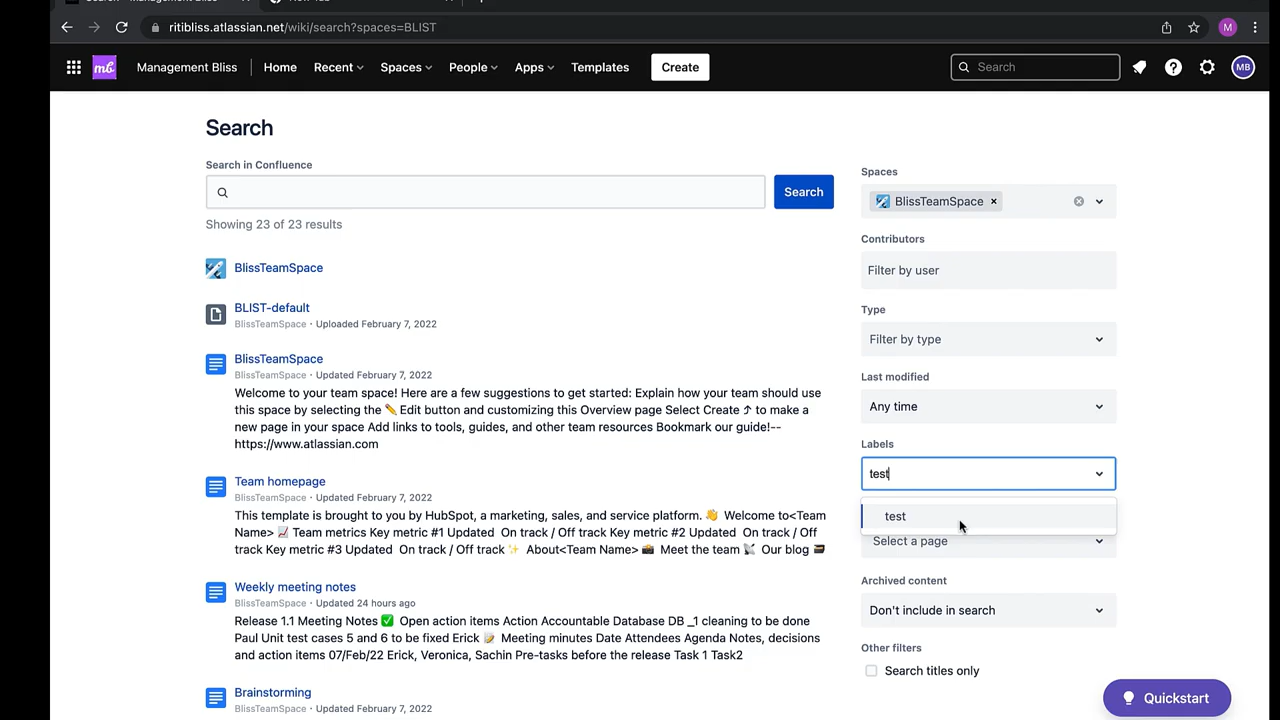 ritibliss.atlassian.net/wiki/search?spaces=BLIST
M
mb
Management Bliss
Home
Recent
Spaces
People
Apps
Templates
Create
Search
MB
Search
Search in Confluence
Search
Showing 23 of 23 results
BlissTeamSpace
BLIST-default
BlissTeamSpace • Uploaded February 7, 2022
BlissTeamSpace
BlissTeamSpace • Updated February 7, 2022
Welcome to your team space! Here are a few suggestions to get started: Explain how your team should use
this space by selecting the ✏️ Edit button and customizing this Overview page Select Create ⤴ to make a
new page in your space Add links to tools, guides, and other team resources Bookmark our guide!--
https://www.atlassian.com
Team homepage
BlissTeamSpace • Updated February 7, 2022
This template is brought to you by HubSpot, a marketing, sales, and service platform. 👋 Welcome to<Team
Name> 📈 Team metrics Key metric #1 Updated On track / Off track Key metric #2 Updated On track / Off
track Key metric #3 Updated On track / Off track ✨ About<Team Name> 📸 Meet the team 📡 Our blog 📼
Weekly meeting notes
BlissTeamSpace • Updated 24 hours ago
Release 1.1 Meeting Notes ✅ Open action items Action Accountable Database DB _1 cleaning to be done
Paul Unit test cases 5 and 6 to be fixed Erick 📝 Meeting minutes Date Attendees Agenda Notes, decisions
and action items 07/Feb/22 Erick, Veronica, Sachin Pre-tasks before the release Task 1 Task2
Brainstorming
BlissTeamSpace • Updated February 7, 2022
Spaces
BlissTeamSpace ×
Contributors
Filter by user
Type
Filter by type
Last modified
Any time
Labels
test
test
Select a page
Archived content
Don't include in search
Other filters
Search titles only
Quickstart